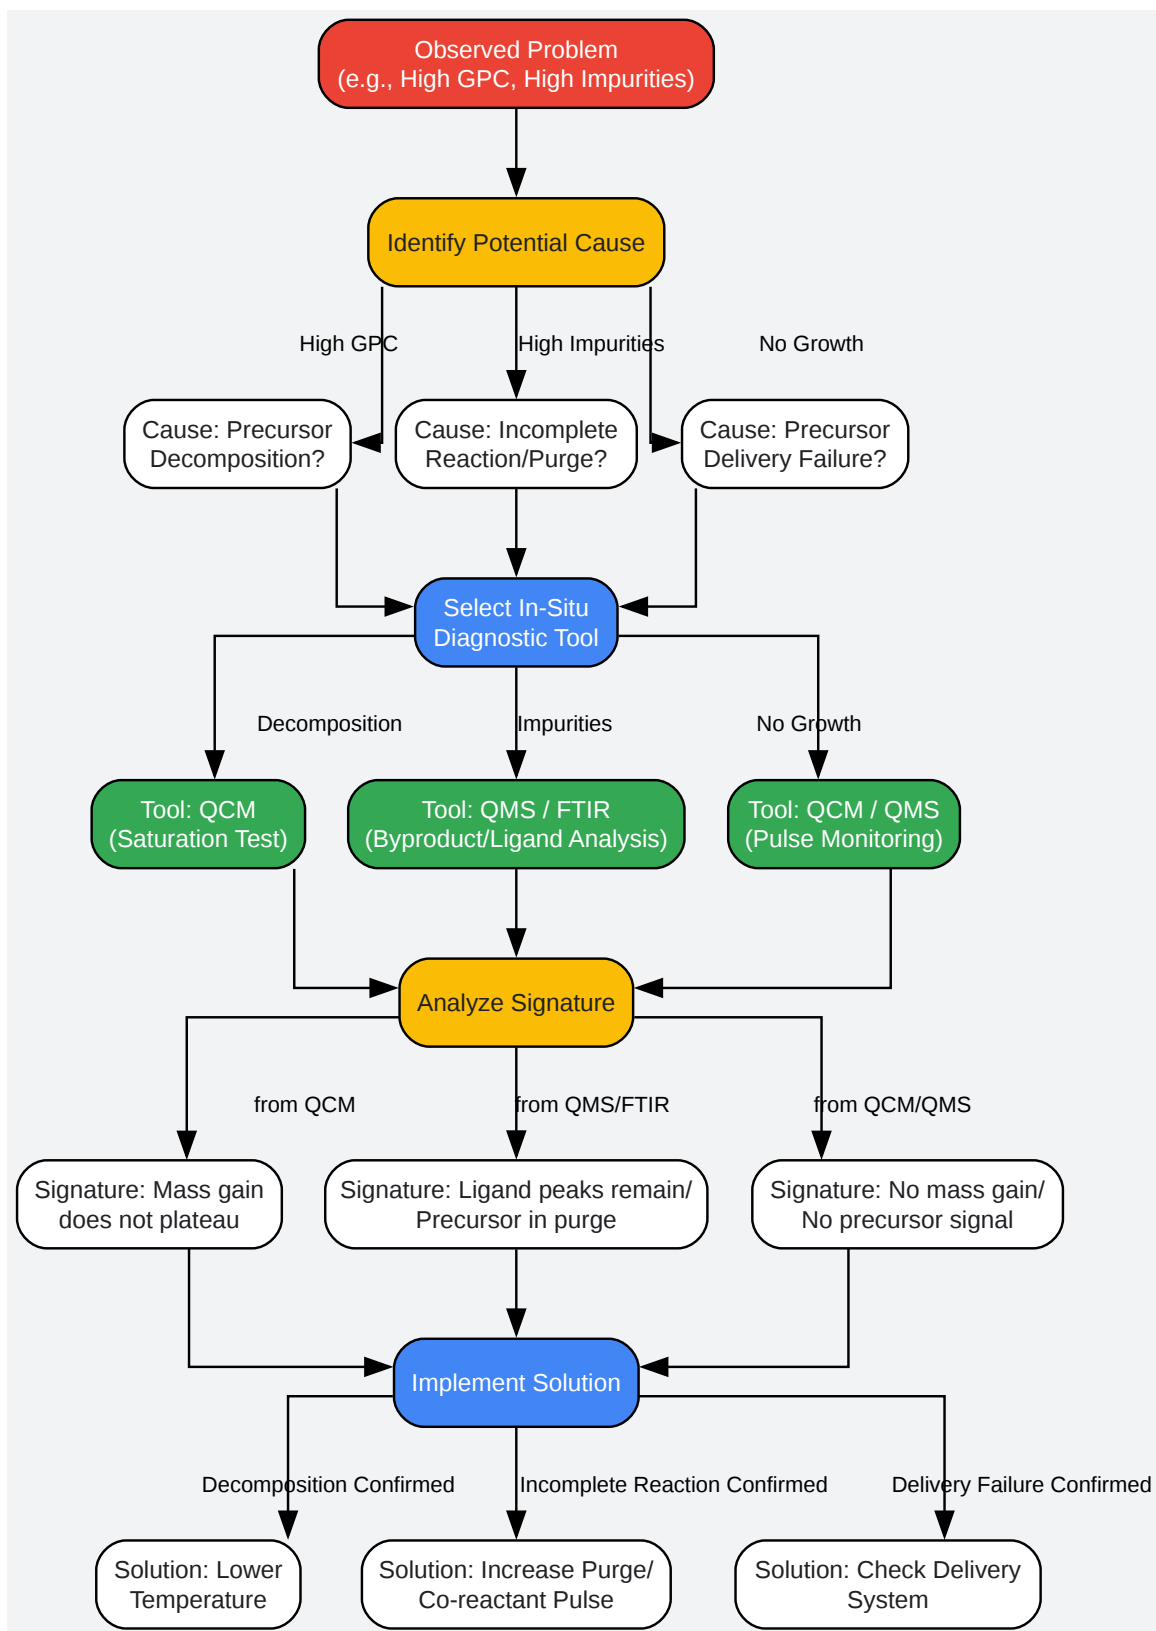 Observed Problem
(e.g., High GPC, High Impurities)
Identify Potential Cause
High GPC
High Impurities
No Growth
Cause: Precursor
Decomposition?
Cause: Incomplete
Reaction/Purge?
Cause: Precursor
Delivery Failure?
Select In-Situ
Diagnostic Tool
Decomposition
Impurities
No Growth
Tool: QCM
(Saturation Test)
Tool: QMS / FTIR
(Byproduct/Ligand Analysis)
Tool: QCM / QMS
(Pulse Monitoring)
Analyze Signature
from QCM
from QMS/FTIR
from QCM/QMS
Signature: Mass gain
does not plateau
Signature: Ligand peaks remain/
Precursor in purge
Signature: No mass gain/
No precursor signal
Implement Solution
Decomposition Confirmed
Incomplete Reaction Confirmed
Delivery Failure Confirmed
Solution: Lower
Temperature
Solution: Increase Purge/
Co-reactant Pulse
Solution: Check Delivery
System